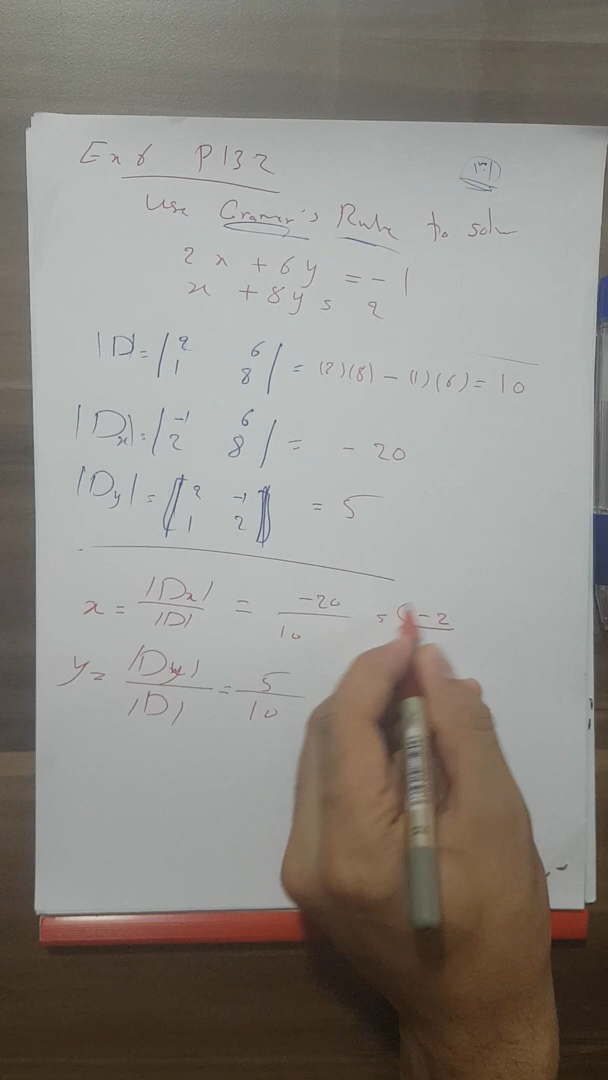 Ex 6 P132
Use Cramer's Rule to solve
2x + 6y = -1
x + 8y = 2
|D| = |2 6
1 8| = (2)(8) - (1)(6) = 10
|Dx| = |-1 6
2 8| = -20
|Dy| = |2 -1
1 2| = 5
x = |Dx| / |D| = -20 / 10 = -2
y = |Dy| / |D| = 5 / 10